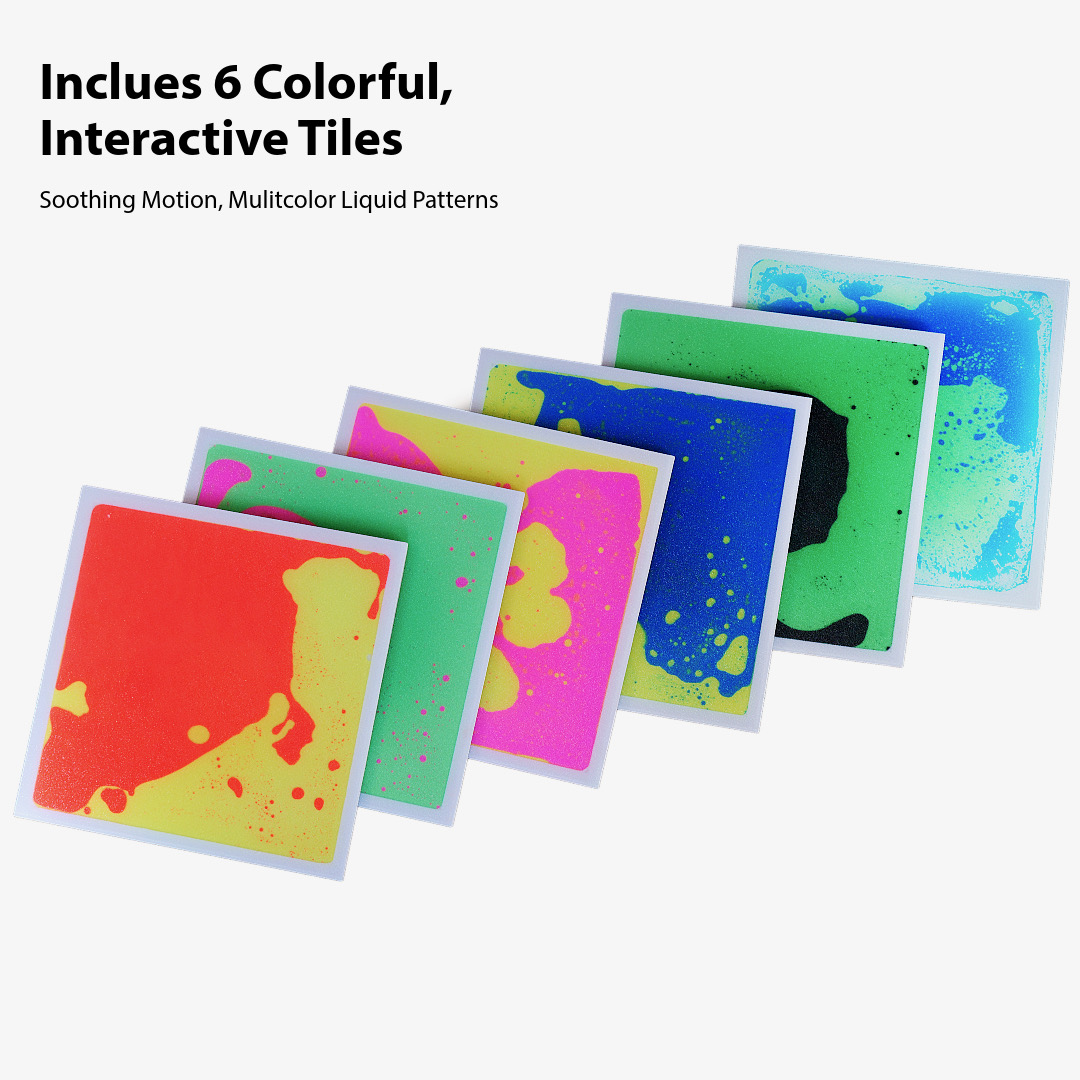 Inclues 6 Colorful,
Interactive Tiles
Soothing Motion, Mulitcolor Liquid Patterns